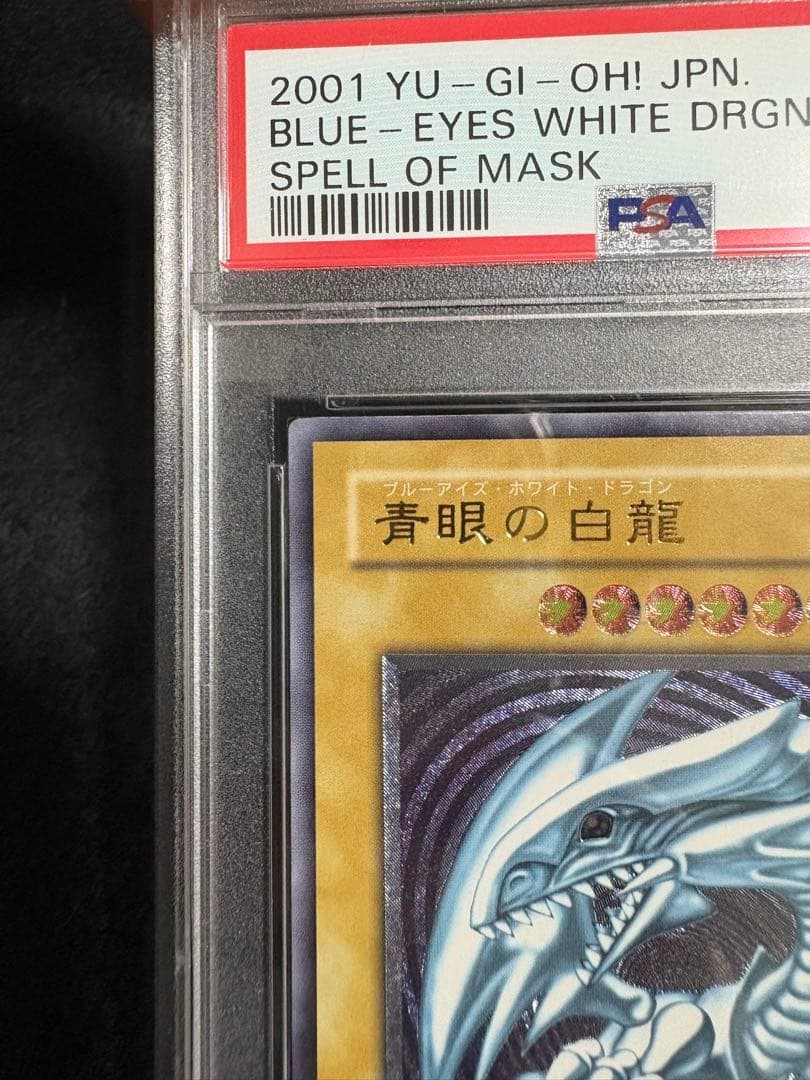 2001 YU-GI-OH! JPN.
BLUE-EYES WHITE DRGN
SPELL OF MASK
PSA
ブルーアイズ・ホワイト・ドラゴン
青眼の白龍